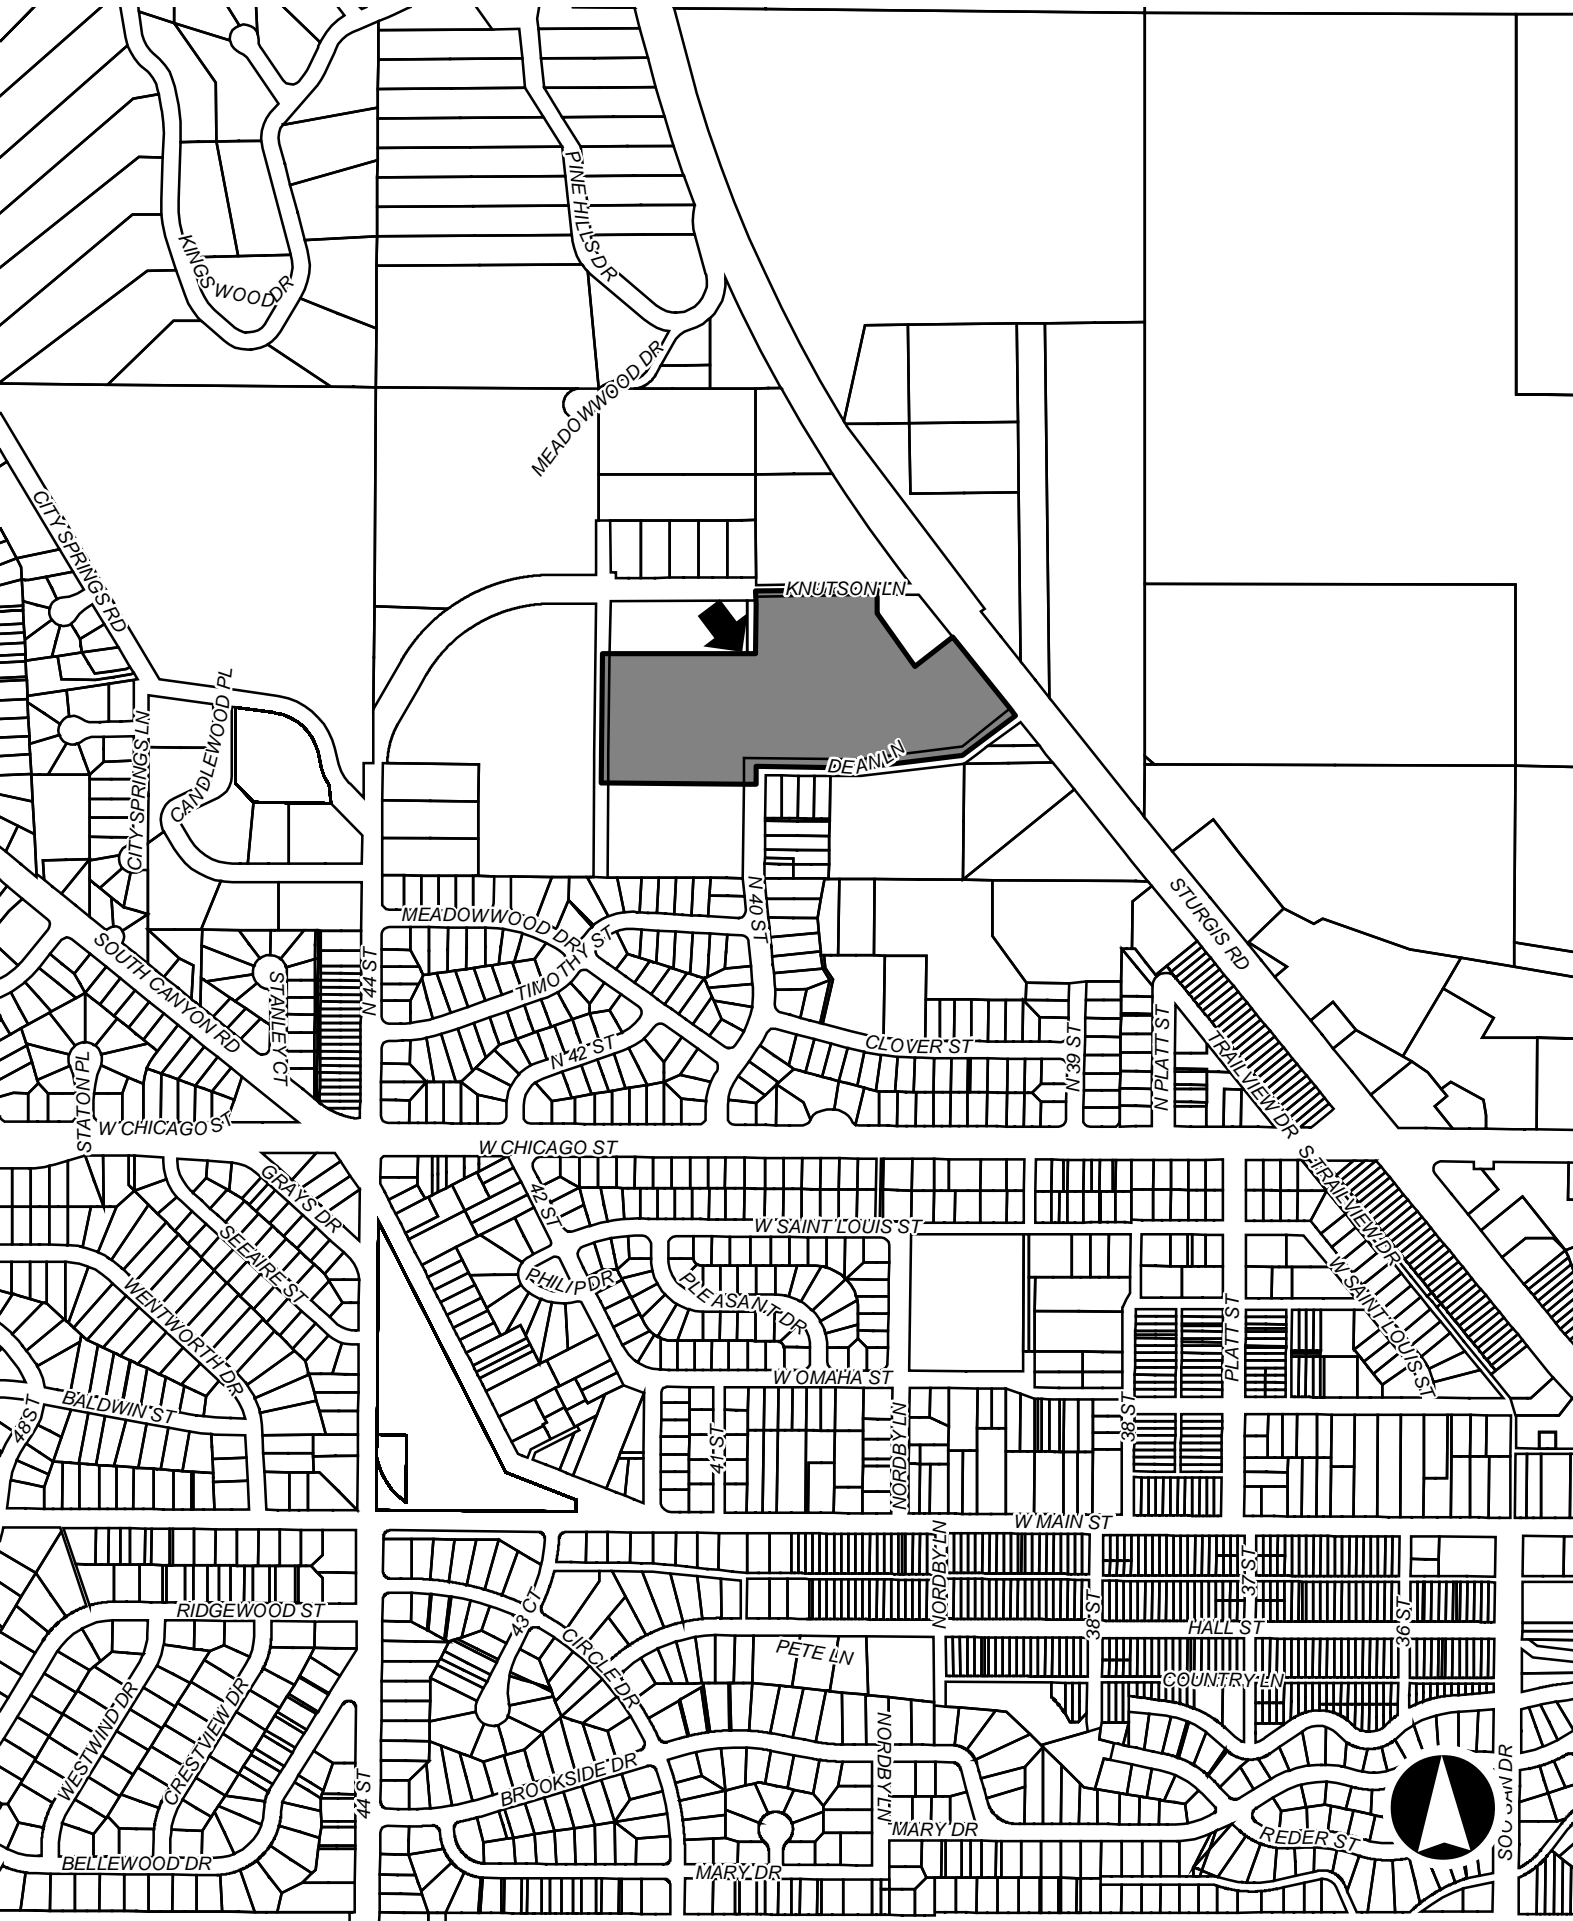 PINE HILLS DR
KINGSWOOD DR
MEADOWWOOD DR
CITY SPRINGS RD
KNUTSON LN
CANDLEWOOD PL
CITY SPRINGS LN
DEAN LN
MEADOWWOOD DR
N 40 ST
STURGIS RD
TIMOTHY ST
SOUTH CANYON RD
STANLEY CT
N 44 ST
N 42 ST
CLOVER ST
N 39 ST
N PLATT ST
TRAILVIEW DR
STATON PL
W CHICAGO ST
W CHICAGO ST
GRAYS DR
42 ST
S TRAILVIEW DR
SEEAIRE ST
W SAINT LOUIS ST
PHILIP DR
PLEASANT DR
WENTWORTH DR
W SAINT LOUIS ST
PLATT ST
W OMAHA ST
48 ST
BALDWIN ST
41 ST
NORDBY LN
38 ST
W MAIN ST
NORDBY LN
37 ST
RIDGEWOOD ST
43 CT
38 ST
HALL ST
36 ST
CIRCLE DR
PETE LN
COUNTRY LN
WESTWIND DR
CRESTVIEW DR
NORDBY LN
BROOKSIDE DR
44 ST
SOO SAN DR
MARY DR
REDER ST
BELLEWOOD DR
MARY DR